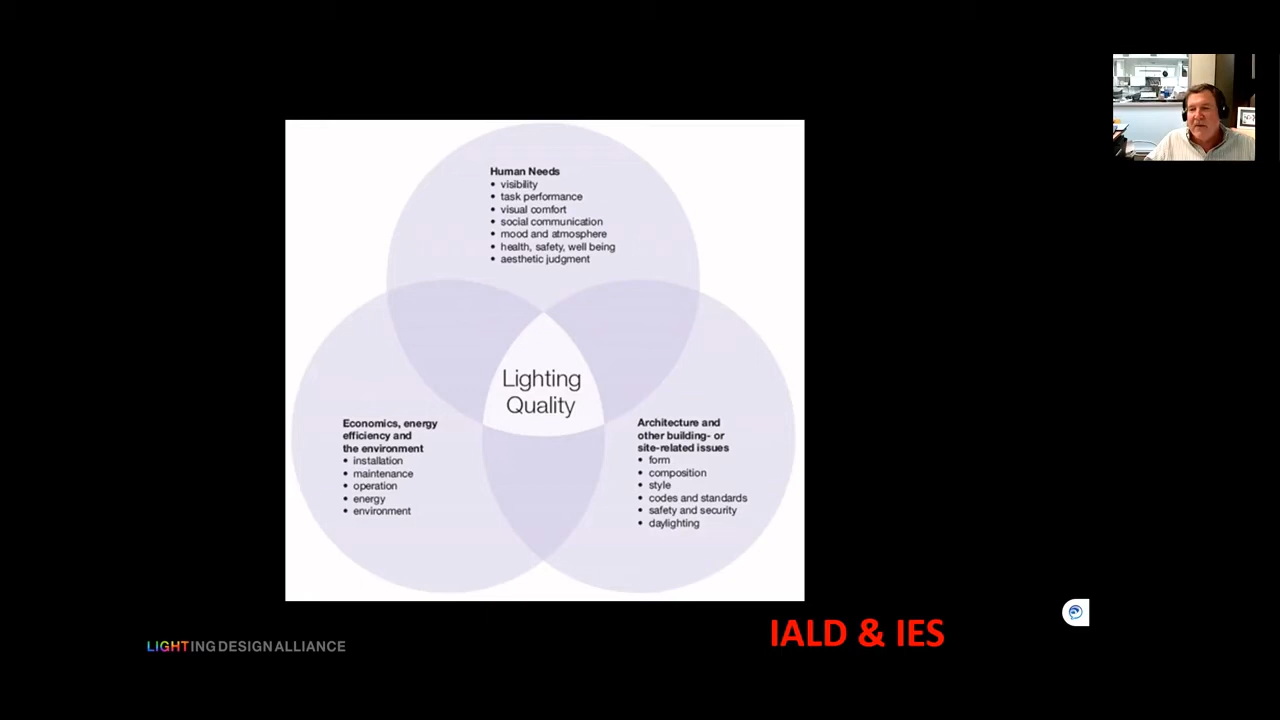 Human Needs
• visibility
• task performance
• visual comfort
• social communication
• mood and atmosphere
• health, safety, well being
• aesthetic judgment
Lighting
Quality
Economics, energy
efficiency and
the environment
• installation
• maintenance
• operation
• energy
• environment
Architecture and
other building- or
site-related issues
• form
• composition
• style
• codes and standards
• safety and security
• daylighting
IALD & IES
LIGHTING DESIGN ALLIANCE